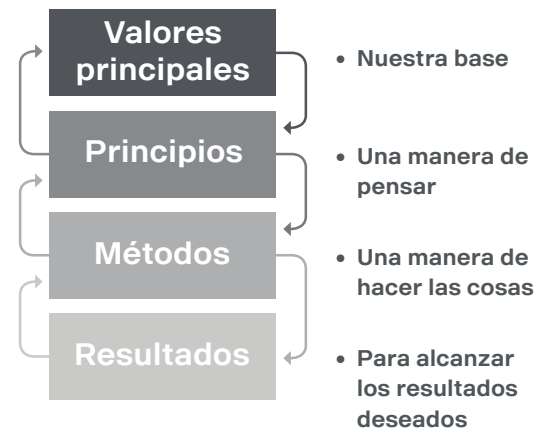 Valores
principales
• Nuestra base
Principios
• Una manera de
pensar
Métodos
• Una manera de
hacer las cosas
Resultados
• Para alcanzar
los resultados
deseados